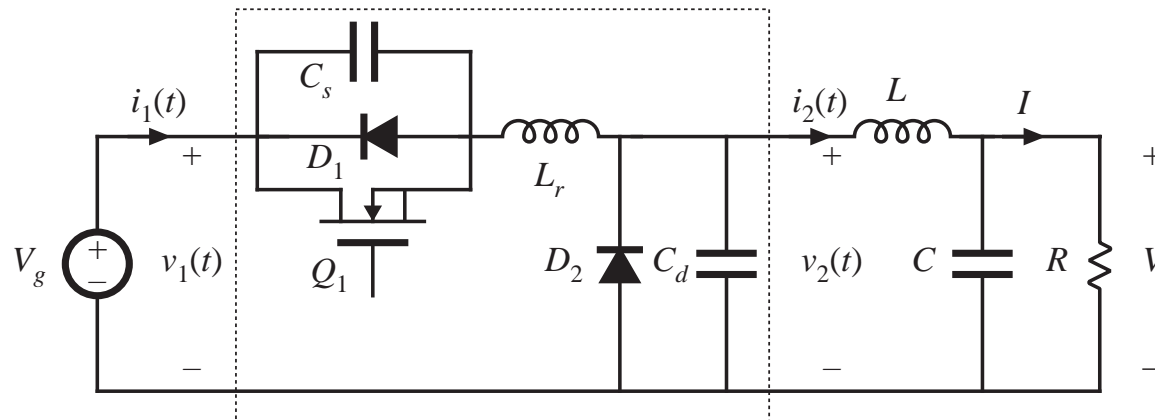 C_s
i_1(t)
i_2(t)
L
I
+
D_1
L_r
+
+
V_g
+
−
v_1(t)
Q_1
D_2
C_d
v_2(t)
C
R
V
−
−
−